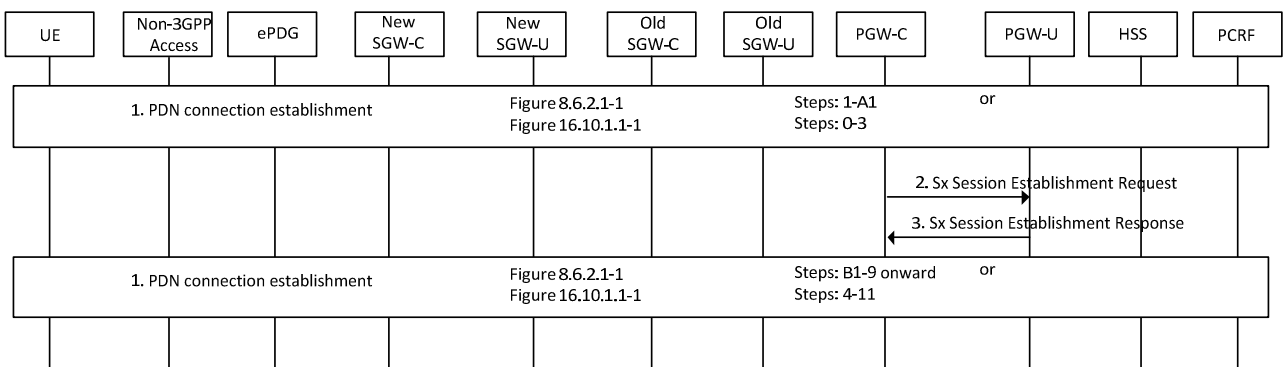 UE
Non-3GPP
Access
ePDG
New
SGW-C
New
SGW-U
Old
SGW-C
Old
SGW-U
PGW-C
PGW-U
HSS
PCRF
1. PDN connection establishment
Figure 8.6.2.1-1
Steps: 1-A1
or
Figure 16.10.1.1-1
Steps: 0-3
2. Sx Session Establishment Request
3. Sx Session Establishment Response
1. PDN connection establishment
Figure 8.6.2.1-1
Steps: B1-9 onward
or
Figure 16.10.1.1-1
Steps: 4-11